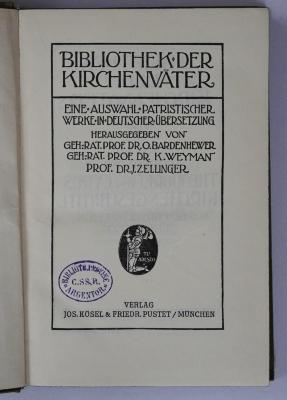 BIBLIOTHEK·DER
KIRCHENVÄTER
EINE·AUSWAHL·PATRISTISCHER
WERKE·IN·DEUTSCHER·ÜBERSETZUNG
HERAUSGEGEBEN VON
GEH:RAT. PROF. DR. O. BARDENHEWER
GEH:RAT. PROF. DR. K. WEYMAN
PROF. DR. J. ZELLINGER
C.SS.R.
ARGENTOR.
VERLAG
JOS. KÖSEL & FRIEDR. PUSTET / MÜNCHEN